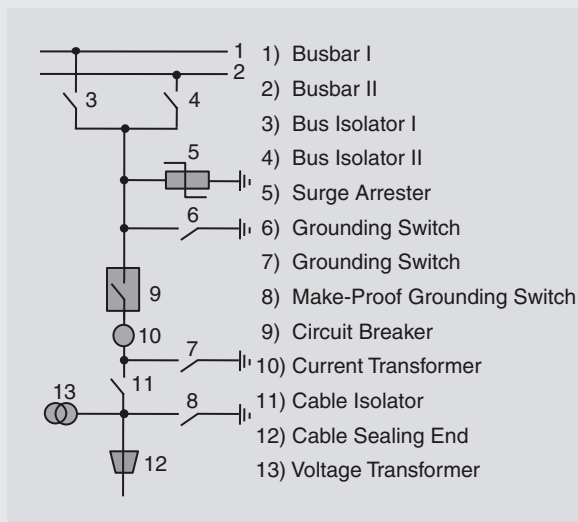 1
2
3
4
5
6
9
10
7
11
13
8
12
1) Busbar I
2) Busbar II
3) Bus Isolator I
4) Bus Isolator II
5) Surge Arrester
6) Grounding Switch
7) Grounding Switch
8) Make-Proof Grounding Switch
9) Circuit Breaker
10) Current Transformer
11) Cable Isolator
12) Cable Sealing End
13) Voltage Transformer